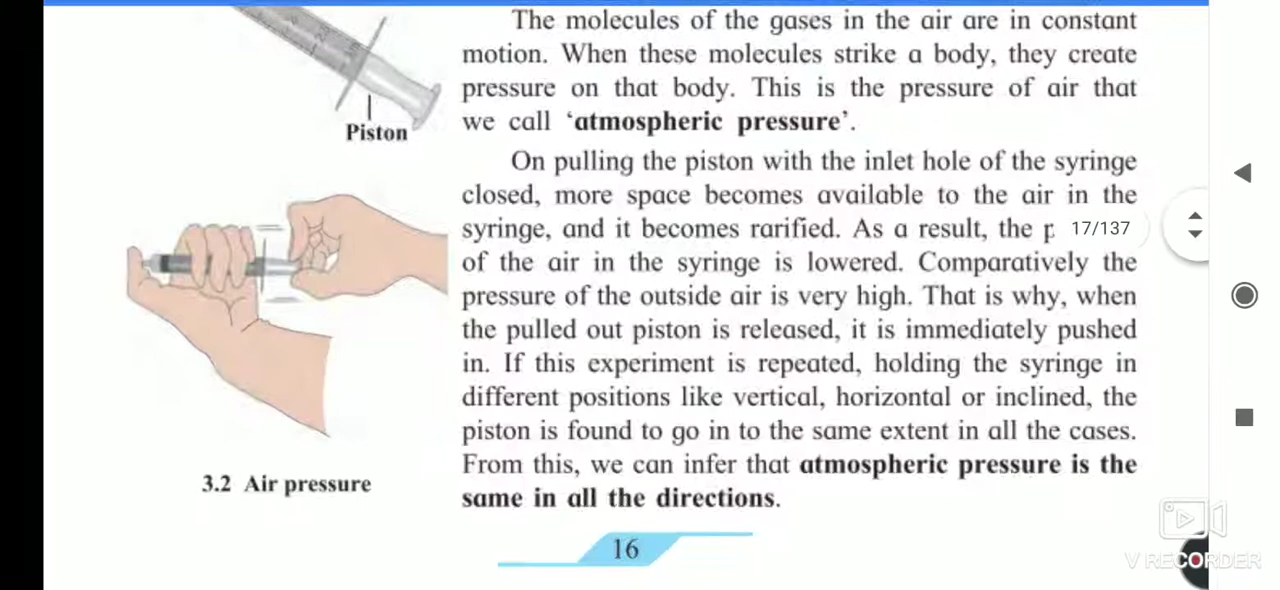 The molecules of the gases in the air are in constant
motion. When these molecules strike a body, they create
pressure on that body. This is the pressure of air that
we call ‘atmospheric pressure’.
Piston
On pulling the piston with the inlet hole of the syringe
closed, more space becomes available to the air in the
syringe, and it becomes rarified. As a result, the p
17/137
of the air in the syringe is lowered. Comparatively the
pressure of the outside air is very high. That is why, when
the pulled out piston is released, it is immediately pushed
in. If this experiment is repeated, holding the syringe in
different positions like vertical, horizontal or inclined, the
piston is found to go in to the same extent in all the cases.
From this, we can infer that atmospheric pressure is the
same in all the directions.
3.2 Air pressure
16
V RECORDER